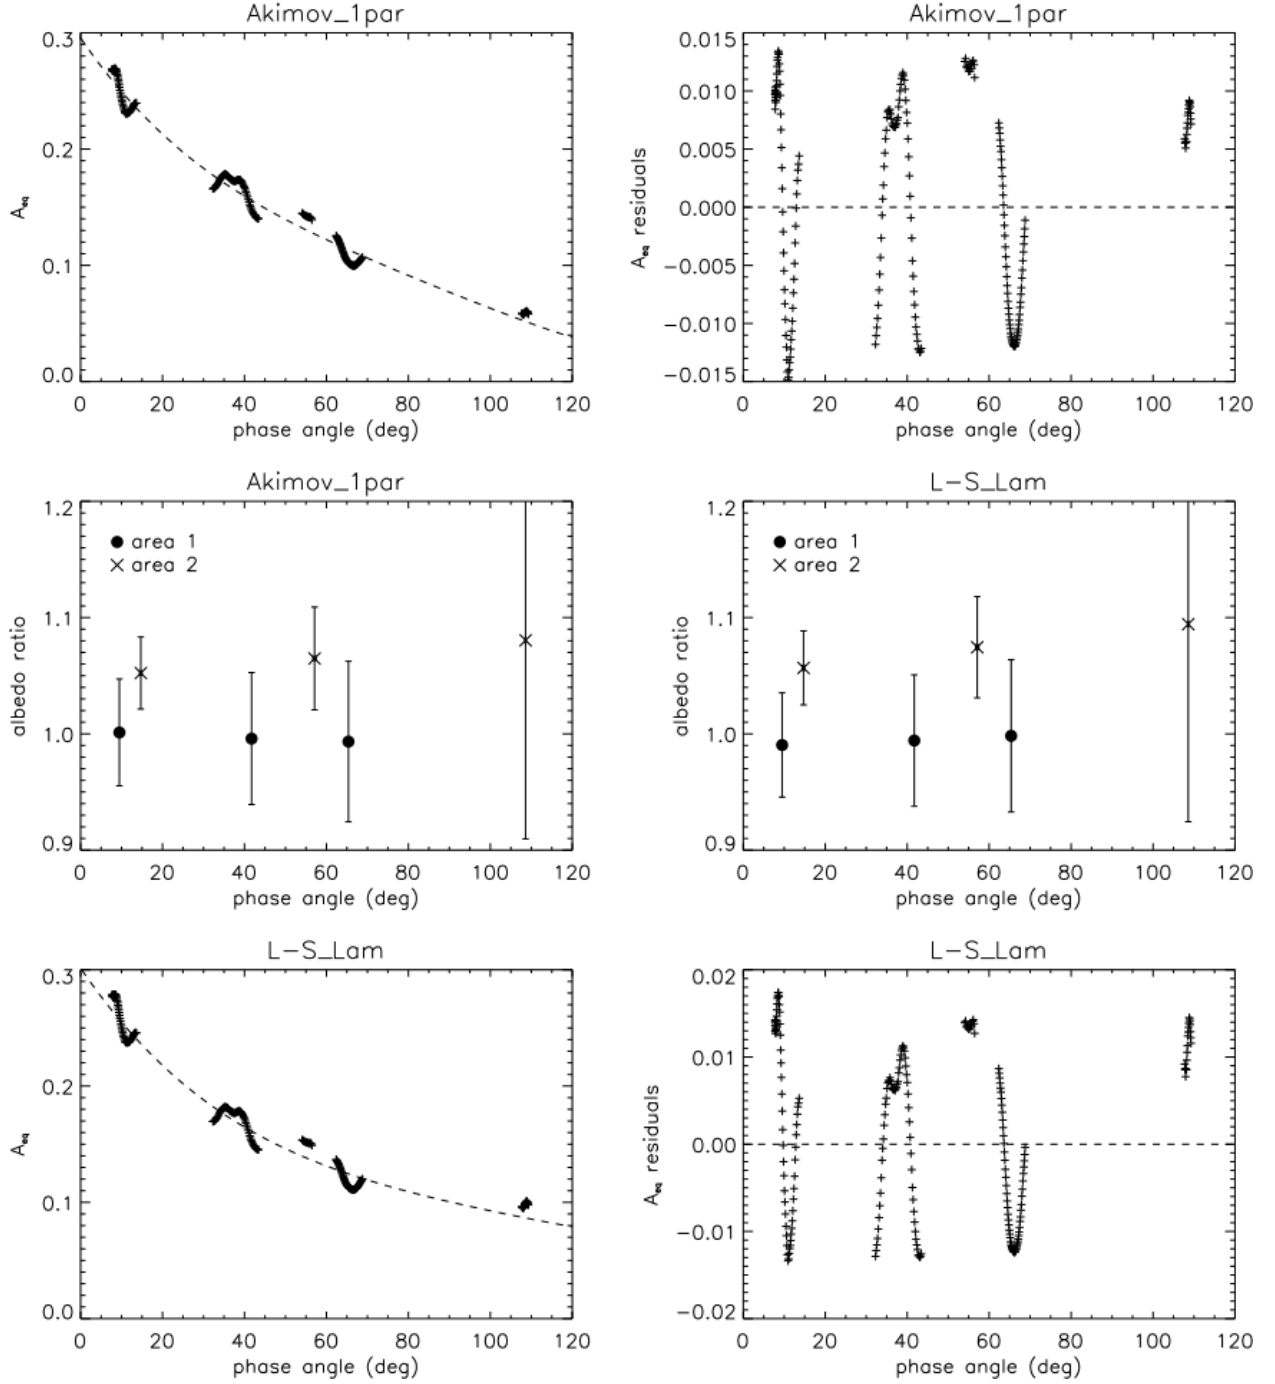 Akimov_1par
0.3
0.2
0.1
0.0
A_eq
0 20 40 60 80 100 120
phase angle (deg)
Akimov_1par
0.015
0.010
0.005
0.000
−0.005
−0.010
−0.015
A_eq residuals
0 20 40 60 80 100 120
phase angle (deg)
Akimov_1par
1.2
1.1
1.0
0.9
albedo ratio
area 1
area 2
0 20 40 60 80 100 120
phase angle (deg)
L−S_Lam
1.2
1.1
1.0
0.9
albedo ratio
area 1
area 2
0 20 40 60 80 100 120
phase angle (deg)
L−S_Lam
0.3
0.2
0.1
0.0
A_eq
0 20 40 60 80 100 120
phase angle (deg)
L−S_Lam
0.02
0.01
0.00
−0.01
−0.02
A_eq residuals
0 20 40 60 80 100 120
phase angle (deg)